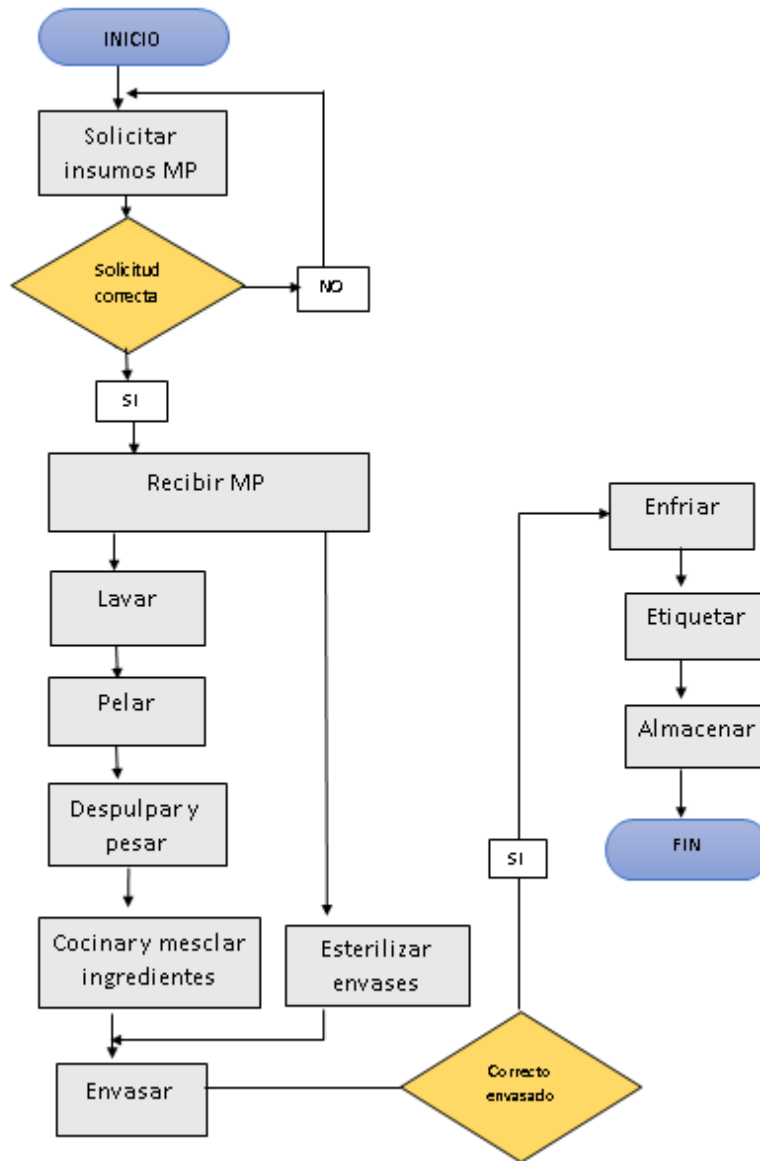 INICIO
Solicitar
insumos MP
Solicitud
correcta
NO
SI
Recibir MP
Lavar
Pelar
Despulpar y
pesar
Cocinar y mesclar
ingredientes
Esterilizar
envases
Envasar
Correcto
envasado
SI
Enfriar
Etiquetar
Almacenar
FIN